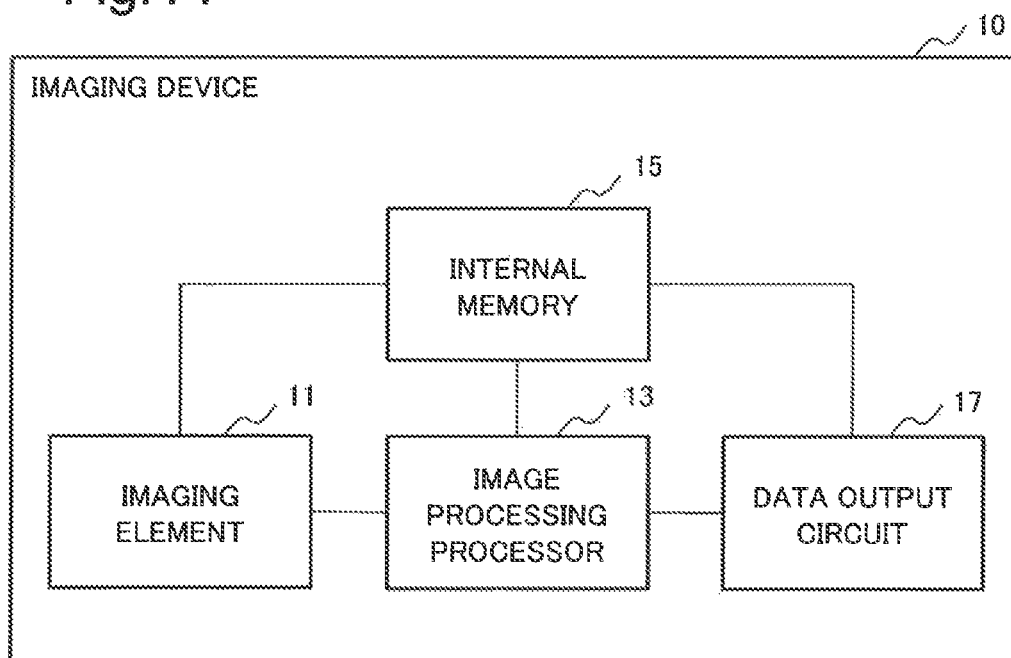 10
IMAGING DEVICE
15
INTERNAL
MEMORY
11
13
17
IMAGING
ELEMENT
IMAGE
PROCESSING
PROCESSOR
DATA OUTPUT
CIRCUIT